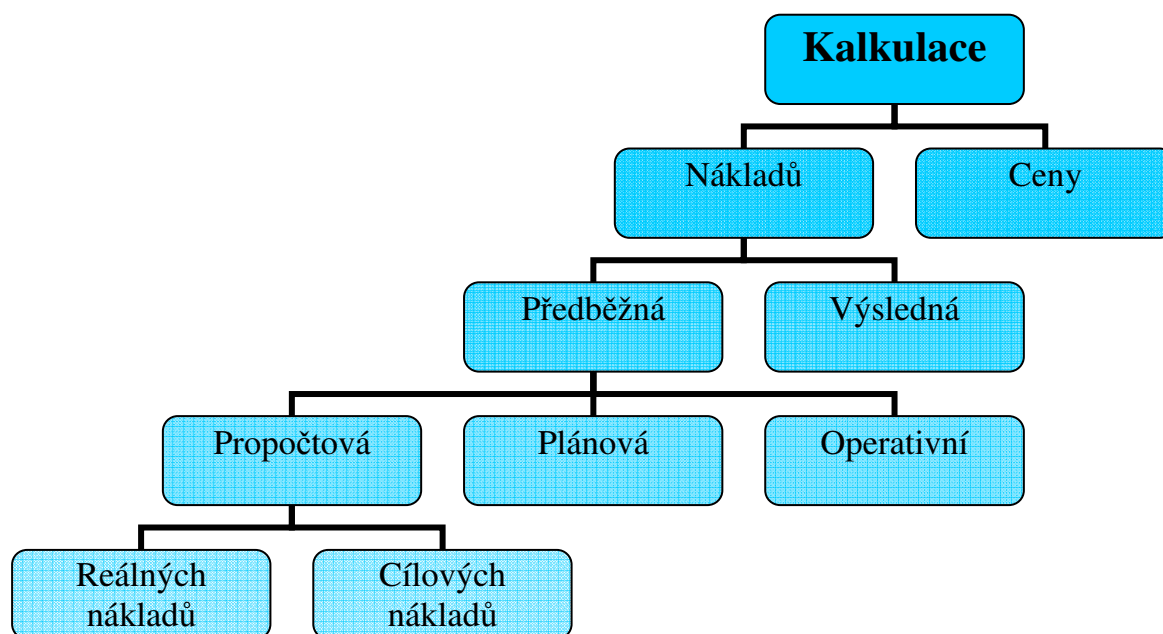 Kalkulace
Nákladů
Ceny
Předběžná
Výsledná
Propočtová
Plánová
Operativní
Reálných
nákladů
Cílových
nákladů